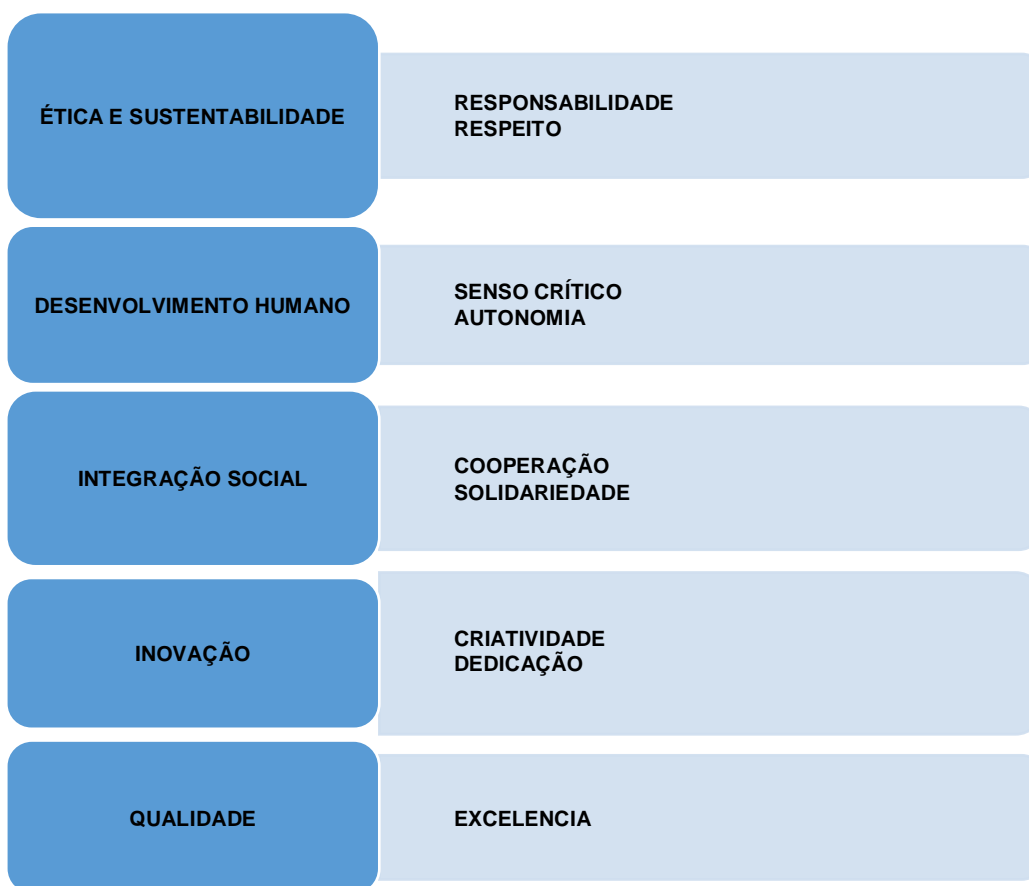 ÉTICA E SUSTENTABILIDADE
RESPONSABILIDADE
RESPEITO
DESENVOLVIMENTO HUMANO
SENSO CRÍTICO
AUTONOMIA
INTEGRAÇÃO SOCIAL
COOPERAÇÃO
SOLIDARIEDADE
INOVAÇÃO
CRIATIVIDADE
DEDICAÇÃO
QUALIDADE
EXCELENCIA